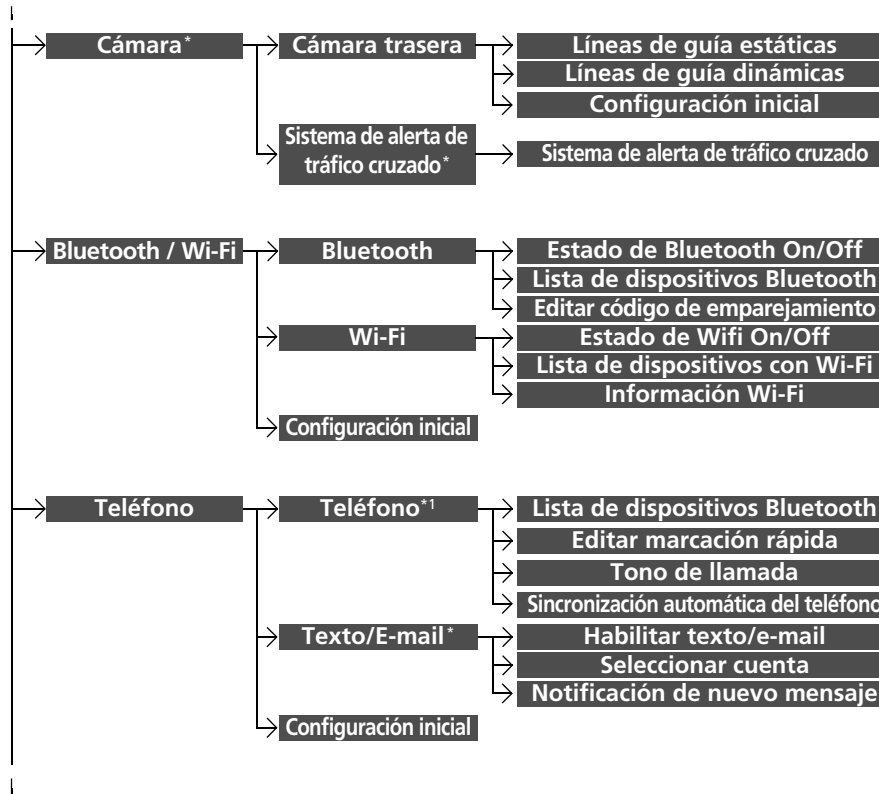 Cámara*
Cámara trasera
Líneas de guía estáticas
Líneas de guía dinámicas
Configuración inicial
Sistema de alerta de
tráfico cruzado*
Sistema de alerta de tráfico cruzado
Bluetooth / Wi-Fi
Bluetooth
Estado de Bluetooth On/Off
Lista de dispositivos Bluetooth
Editar código de emparejamiento
Wi-Fi
Estado de Wifi On/Off
Lista de dispositivos con Wi-Fi
Información Wi-Fi
Configuración inicial
Teléfono
Teléfono*1
Lista de dispositivos Bluetooth
Editar marcación rápida
Tono de llamada
Sincronización automática del teléfono
Texto/E-mail*
Habilitar texto/e-mail
Seleccionar cuenta
Notificación de nuevo mensaje
Configuración inicial